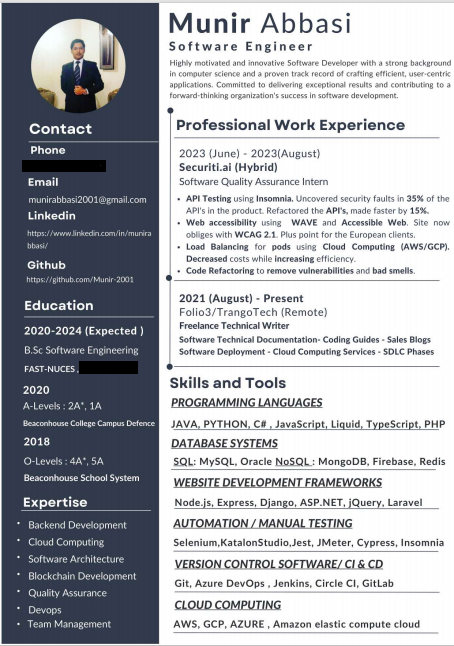 Munir Abbasi
Software Engineer
Highly motivated and innovative Software Developer with a strong background
in computer science and a proven track record of crafting efficient, user-centric
applications. Committed to delivering exceptional results and contributing to a
forward-thinking organization's success in software development.
Contact
Phone
Email
munirabbasi2001@gmail.com
Linkedin
https://www.linkedin.com/in/munira
bbasi/
Github
https://github.com/Munir-2001
Education
2020-2024 (Expected )
B.Sc Software Engineering
FAST-NUCES ,
2020
A-Levels : 2A*, 1A
Beaconhouse College Campus Defence
2018
O-Levels : 4A*, 5A
Beaconhouse School System
Expertise
• Backend Development
• Cloud Computing
• Software Architecture
• Blockchain Development
• Quality Assurance
• Devops
• Team Management
Professional Work Experience
2023 (June) - 2023(August)
Securiti.ai (Hybrid)
Software Quality Assurance Intern
• API Testing using Insomnia. Uncovered security faults in 35% of the
API's in the product. Refactored the API's, made faster by 15%.
• Web accessibility using WAVE and Accessible Web. Site now
obliges with WCAG 2.1. Plus point for the European clients.
• Load Balancing for pods using Cloud Computing (AWS/GCP).
Decreased costs while increasing efficiency.
• Code Refactoring to remove vulnerabilities and bad smells.
2021 (August) - Present
Folio3/TrangoTech (Remote)
Freelance Technical Writer
Software Technical Documentation- Coding Guides - Sales Blogs
Software Deployment - Cloud Computing Services - SDLC Phases
Skills and Tools
PROGRAMMING LANGUAGES
JAVA, PYTHON, C# , JavaScript, Liquid, TypeScript, PHP
DATABASE SYSTEMS
SQL: MySQL, Oracle NoSQL : MongoDB, Firebase, Redis
WEBSITE DEVELOPMENT FRAMEWORKS
Node.js, Express, Django, ASP.NET, jQuery, Laravel
AUTOMATION / MANUAL TESTING
Selenium,KatalonStudio,Jest, JMeter, Cypress, Insomnia
VERSION CONTROL SOFTWARE/ CI & CD
Git, Azure DevOps , Jenkins, Circle CI, GitLab
CLOUD COMPUTING
AWS, GCP, AZURE , Amazon elastic compute cloud